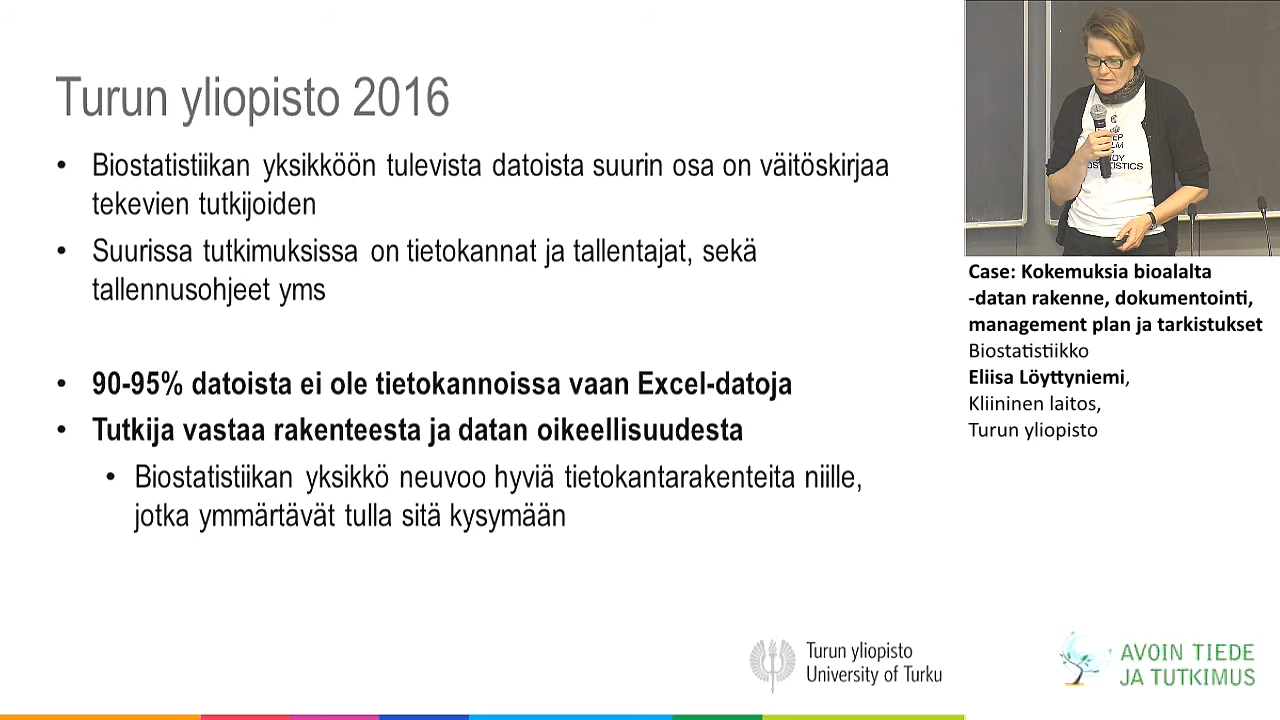 Turun yliopisto 2016
• Biostatistiikan yksikköön tulevista datoista suurin osa on väitöskirjaa
tekevien tutkijoiden
• Suurissa tutkimuksissa on tietokannat ja tallentajat, sekä
tallennusohjeet yms
• 90-95% datoista ei ole tietokannoissa vaan Excel-datoja
• Tutkija vastaa rakenteesta ja datan oikeellisuudesta
• Biostatistiikan yksikkö neuvoo hyviä tietokantarakenteita niille,
jotka ymmärtävät tulla sitä kysymään
Case: Kokemuksia bioalalta
-datan rakenne, dokumentointi,
management plan ja tarkistukset
Biostatistiikko
Eliisa Löyttyniemi,
Kliininen laitos,
Turun yliopisto
Turun yliopisto
University of Turku
AVOIN TIEDE
JA TUTKIMUS